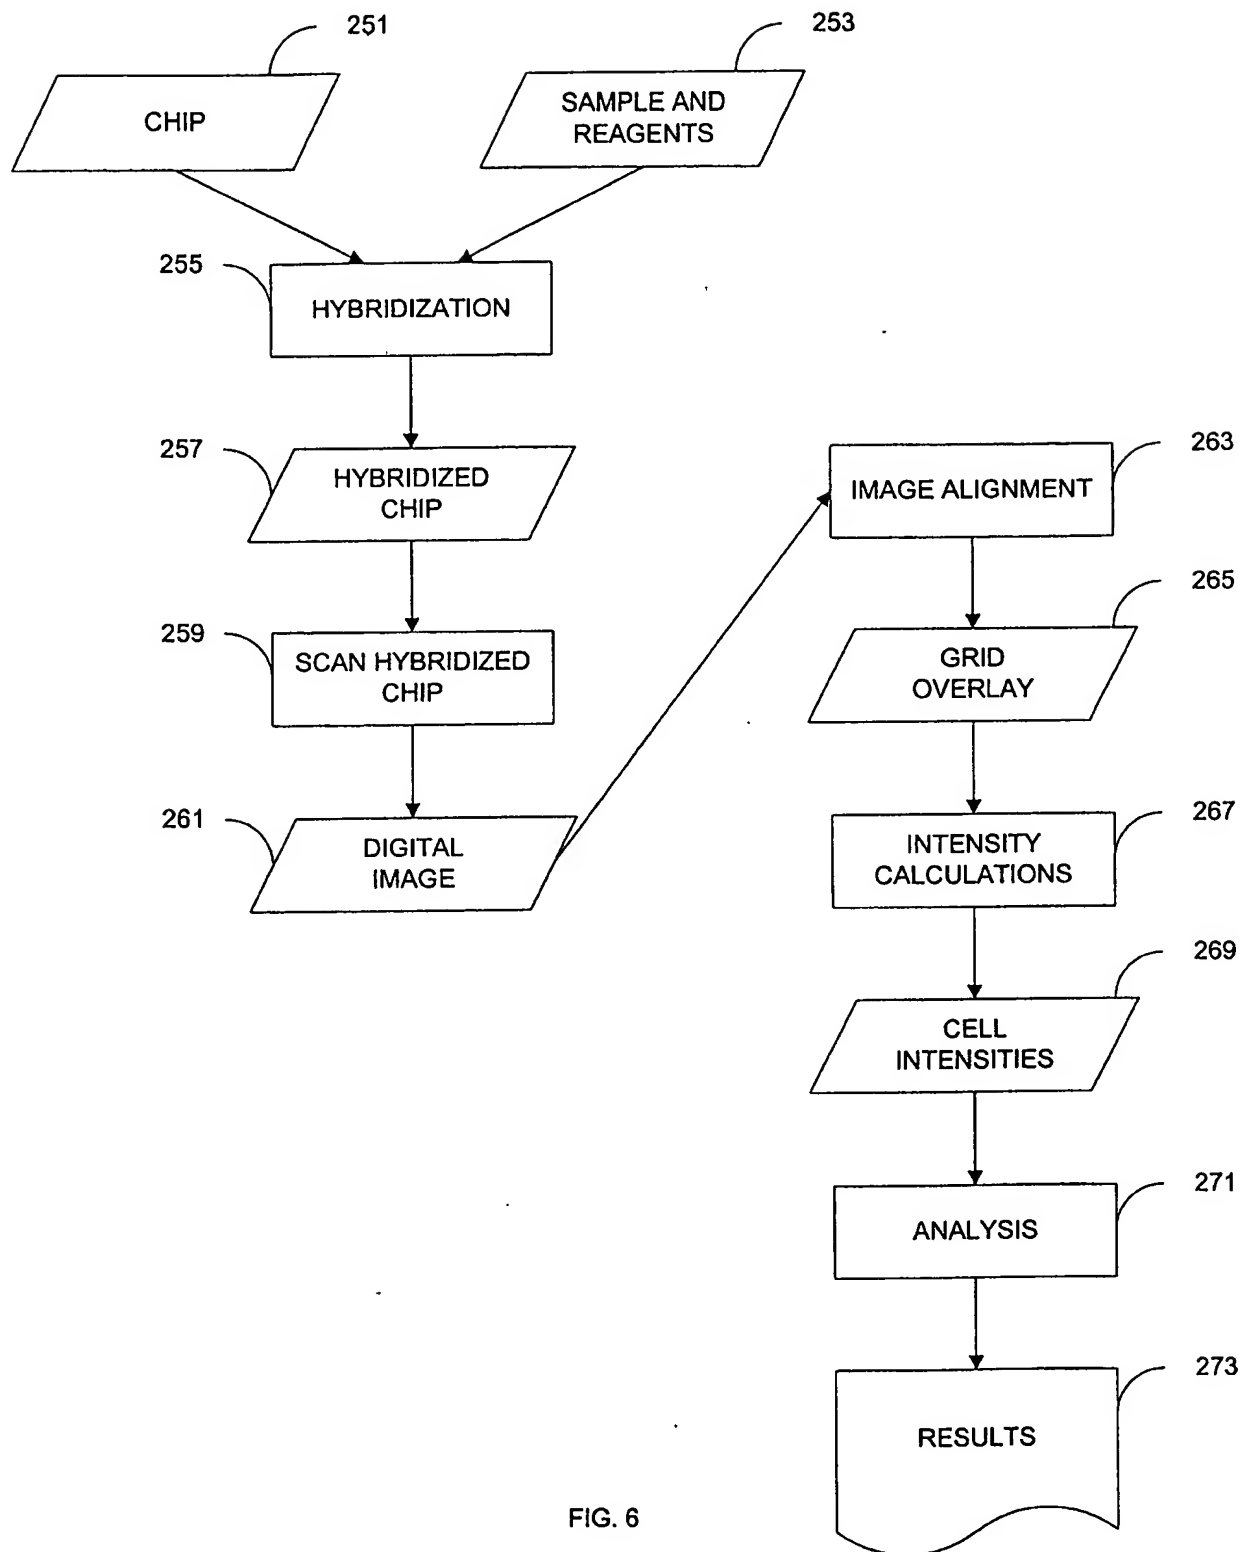 251
CHIP
253
SAMPLE AND
REAGENTS
255
HYBRIDIZATION
257
HYBRIDIZED
CHIP
259
SCAN HYBRIDIZED
CHIP
261
DIGITAL
IMAGE
263
IMAGE ALIGNMENT
265
GRID
OVERLAY
267
INTENSITY
CALCULATIONS
269
CELL
INTENSITIES
271
ANALYSIS
273
RESULTS
FIG. 6